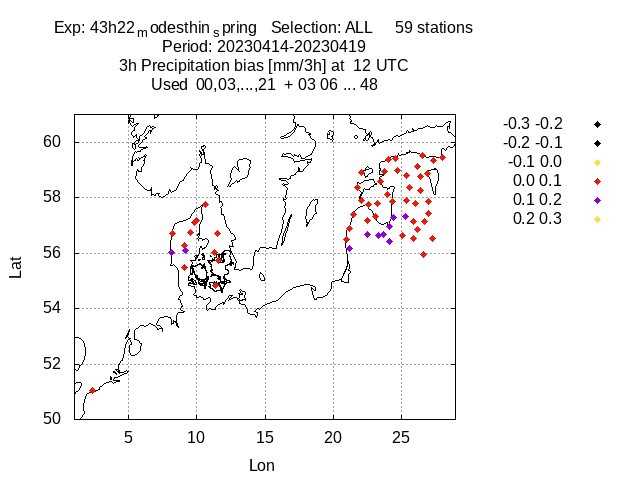 Exp: 43h22modesthinspring   Selection: ALL     59 stations
Period: 20230414-20230419
3h Precipitation bias [mm/3h] at  12 UTC
Used  00,03,...,21  + 03 06 ... 48
-0.3 -0.2
-0.2 -0.1
-0.1 0.0
0.0 0.1
0.1 0.2
0.2 0.3
60
58
56
54
52
50
Lat
5 10 15 20 25
Lon